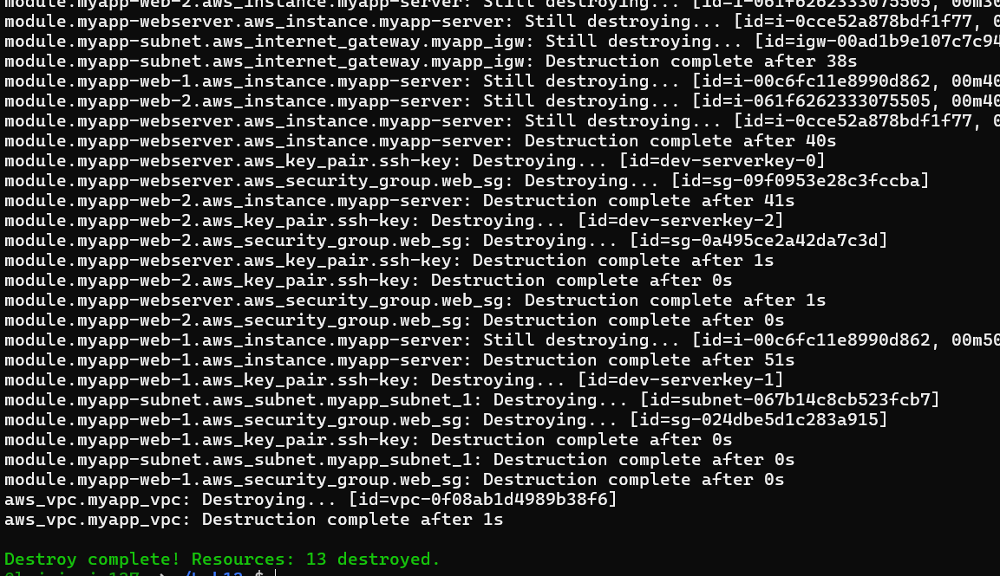 module.myapp-web-2.aws_instance.myapp-server: Still destroying... [id=i-061f6262333075505, 00m30
module.myapp-webserver.aws_instance.myapp-server: Still destroying... [id=i-0cce52a878bdf1f77, 0
module.myapp-subnet.aws_internet_gateway.myapp_igw: Still destroying... [id=igw-00ad1b9e107c7c94
module.myapp-subnet.aws_internet_gateway.myapp_igw: Destruction complete after 38s
module.myapp-web-1.aws_instance.myapp-server: Still destroying... [id=i-00c6fc11e8990d862, 00m40
module.myapp-web-2.aws_instance.myapp-server: Still destroying... [id=i-061f6262333075505, 00m40
module.myapp-webserver.aws_instance.myapp-server: Still destroying... [id=i-0cce52a878bdf1f77, 0
module.myapp-webserver.aws_instance.myapp-server: Destruction complete after 40s
module.myapp-webserver.aws_key_pair.ssh-key: Destroying... [id=dev-serverkey-0]
module.myapp-webserver.aws_security_group.web_sg: Destroying... [id=sg-09f0953e28c3fccba]
module.myapp-web-2.aws_instance.myapp-server: Destruction complete after 41s
module.myapp-web-2.aws_key_pair.ssh-key: Destroying... [id=dev-serverkey-2]
module.myapp-web-2.aws_security_group.web_sg: Destroying... [id=sg-0a495ce2a42da7c3d]
module.myapp-webserver.aws_key_pair.ssh-key: Destruction complete after 1s
module.myapp-web-2.aws_key_pair.ssh-key: Destruction complete after 0s
module.myapp-webserver.aws_security_group.web_sg: Destruction complete after 1s
module.myapp-web-2.aws_security_group.web_sg: Destruction complete after 0s
module.myapp-web-1.aws_instance.myapp-server: Still destroying... [id=i-00c6fc11e8990d862, 00m50
module.myapp-web-1.aws_instance.myapp-server: Destruction complete after 51s
module.myapp-web-1.aws_key_pair.ssh-key: Destroying... [id=dev-serverkey-1]
module.myapp-subnet.aws_subnet.myapp_subnet_1: Destroying... [id=subnet-067b14c8cb523fcb7]
module.myapp-web-1.aws_security_group.web_sg: Destroying... [id=sg-024dbe5d1c283a915]
module.myapp-web-1.aws_key_pair.ssh-key: Destruction complete after 0s
module.myapp-subnet.aws_subnet.myapp_subnet_1: Destruction complete after 0s
module.myapp-web-1.aws_security_group.web_sg: Destruction complete after 0s
aws_vpc.myapp_vpc: Destroying... [id=vpc-0f08ab1d4989b38f6]
aws_vpc.myapp_vpc: Destruction complete after 1s
Destroy complete! Resources: 13 destroyed.